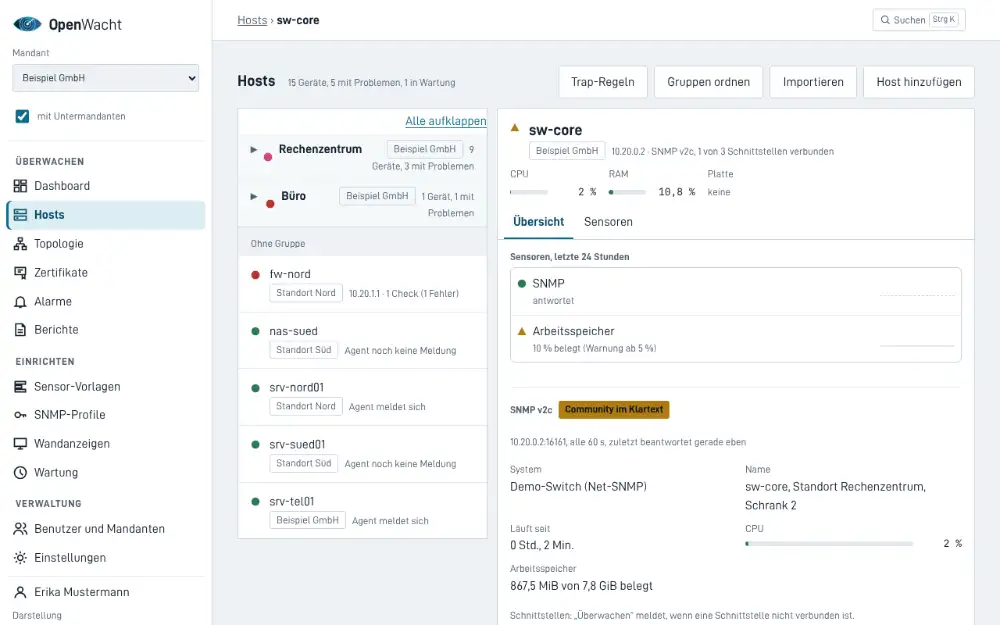 OpenWacht
Mandant
Beispiel GmbH
mit Untermandanten
ÜBERWACHEN
Dashboard
Hosts
Topologie
Zertifikate
Alarme
Berichte
EINRICHTEN
Sensor-Vorlagen
SNMP-Profile
Wandanzeigen
Wartung
VERWALTUNG
Benutzer und Mandanten
Einstellungen
Erika Mustermann
Darstellung
Hosts › sw-core
Suchen Strg K
Hosts 15 Geräte, 5 mit Problemen, 1 in Wartung
Trap-Regeln
Gruppen ordnen
Importieren
Host hinzufügen
Alle aufklappen
Rechenzentrum Beispiel GmbH 9
Geräte, 3 mit Problemen
Büro Beispiel GmbH 1 Gerät, 1 mit
Problemen
Ohne Gruppe
fw-nord
Standort Nord 10.20.1.1 · 1 Check (1 Fehler)
nas-sued
Standort Süd Agent noch keine Meldung
srv-nord01
Standort Nord Agent meldet sich
srv-sued01
Standort Süd Agent noch keine Meldung
srv-tel01
Beispiel GmbH Agent meldet sich
sw-core
Beispiel GmbH 10.20.0.2 · SNMP v2c, 1 von 3 Schnittstellen verbunden
CPU RAM Platte
2 % 10,8 % keine
Übersicht Sensoren
Sensoren, letzte 24 Stunden
SNMP
antwortet
Arbeitsspeicher
10 % belegt (Warnung ab 5 %)
SNMP v2c Community im Klartext
10.20.0.2:16161, alle 60 s, zuletzt beantwortet gerade eben
System
Demo-Switch (Net-SNMP)
Name
sw-core, Standort Rechenzentrum,
Schrank 2
Läuft seit
0 Std., 2 Min.
CPU
2 %
Arbeitsspeicher
867,5 MiB von 7,8 GiB belegt
Schnittstellen: „Überwachen" meldet, wenn eine Schnittstelle nicht verbunden ist.